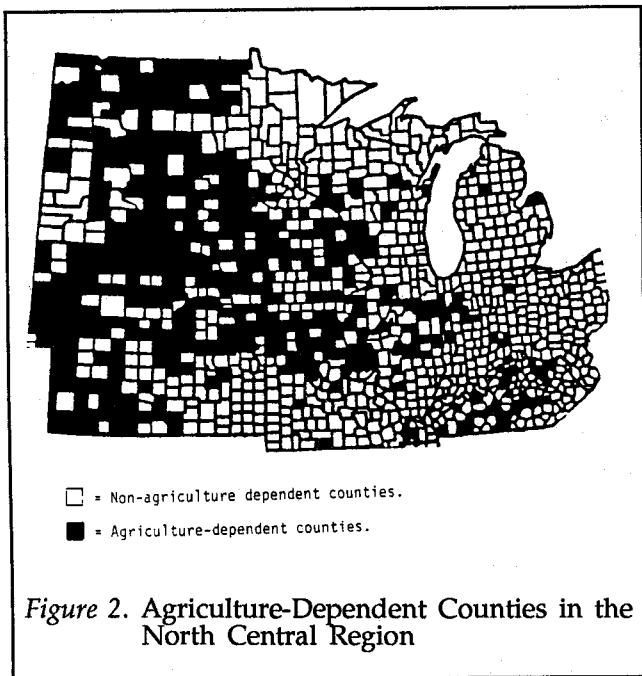 = Non-agriculture dependent counties.
= Agriculture-dependent counties.
Figure 2. Agriculture-Dependent Counties in the
North Central Region